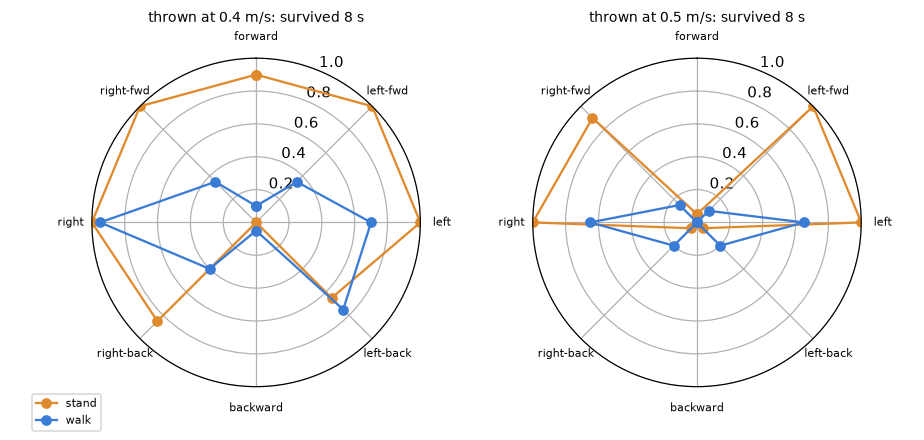 thrown at 0.4 m/s: survived 8 s
forward
1.0
right-fwd
0.8
left-fwd
0.6
0.4
0.2
right
left
right-back
left-back
backward
stand
walk
thrown at 0.5 m/s: survived 8 s
forward
1.0
right-fwd
0.8
left-fwd
0.6
0.4
0.2
right
left
right-back
left-back
backward